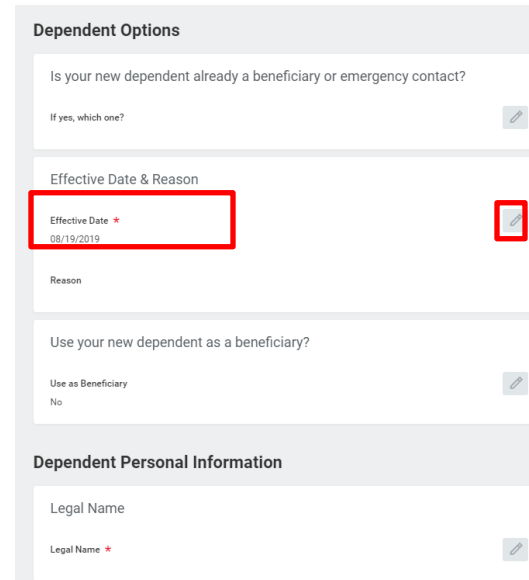 Dependent Options
Is your new dependent already a beneficiary or emergency contact?
If yes, which one?
Effective Date & Reason
Effective Date *
08/19/2019
Reason
Use your new dependent as a beneficiary?
Use as Beneficiary
No
Dependent Personal Information
Legal Name
Legal Name *